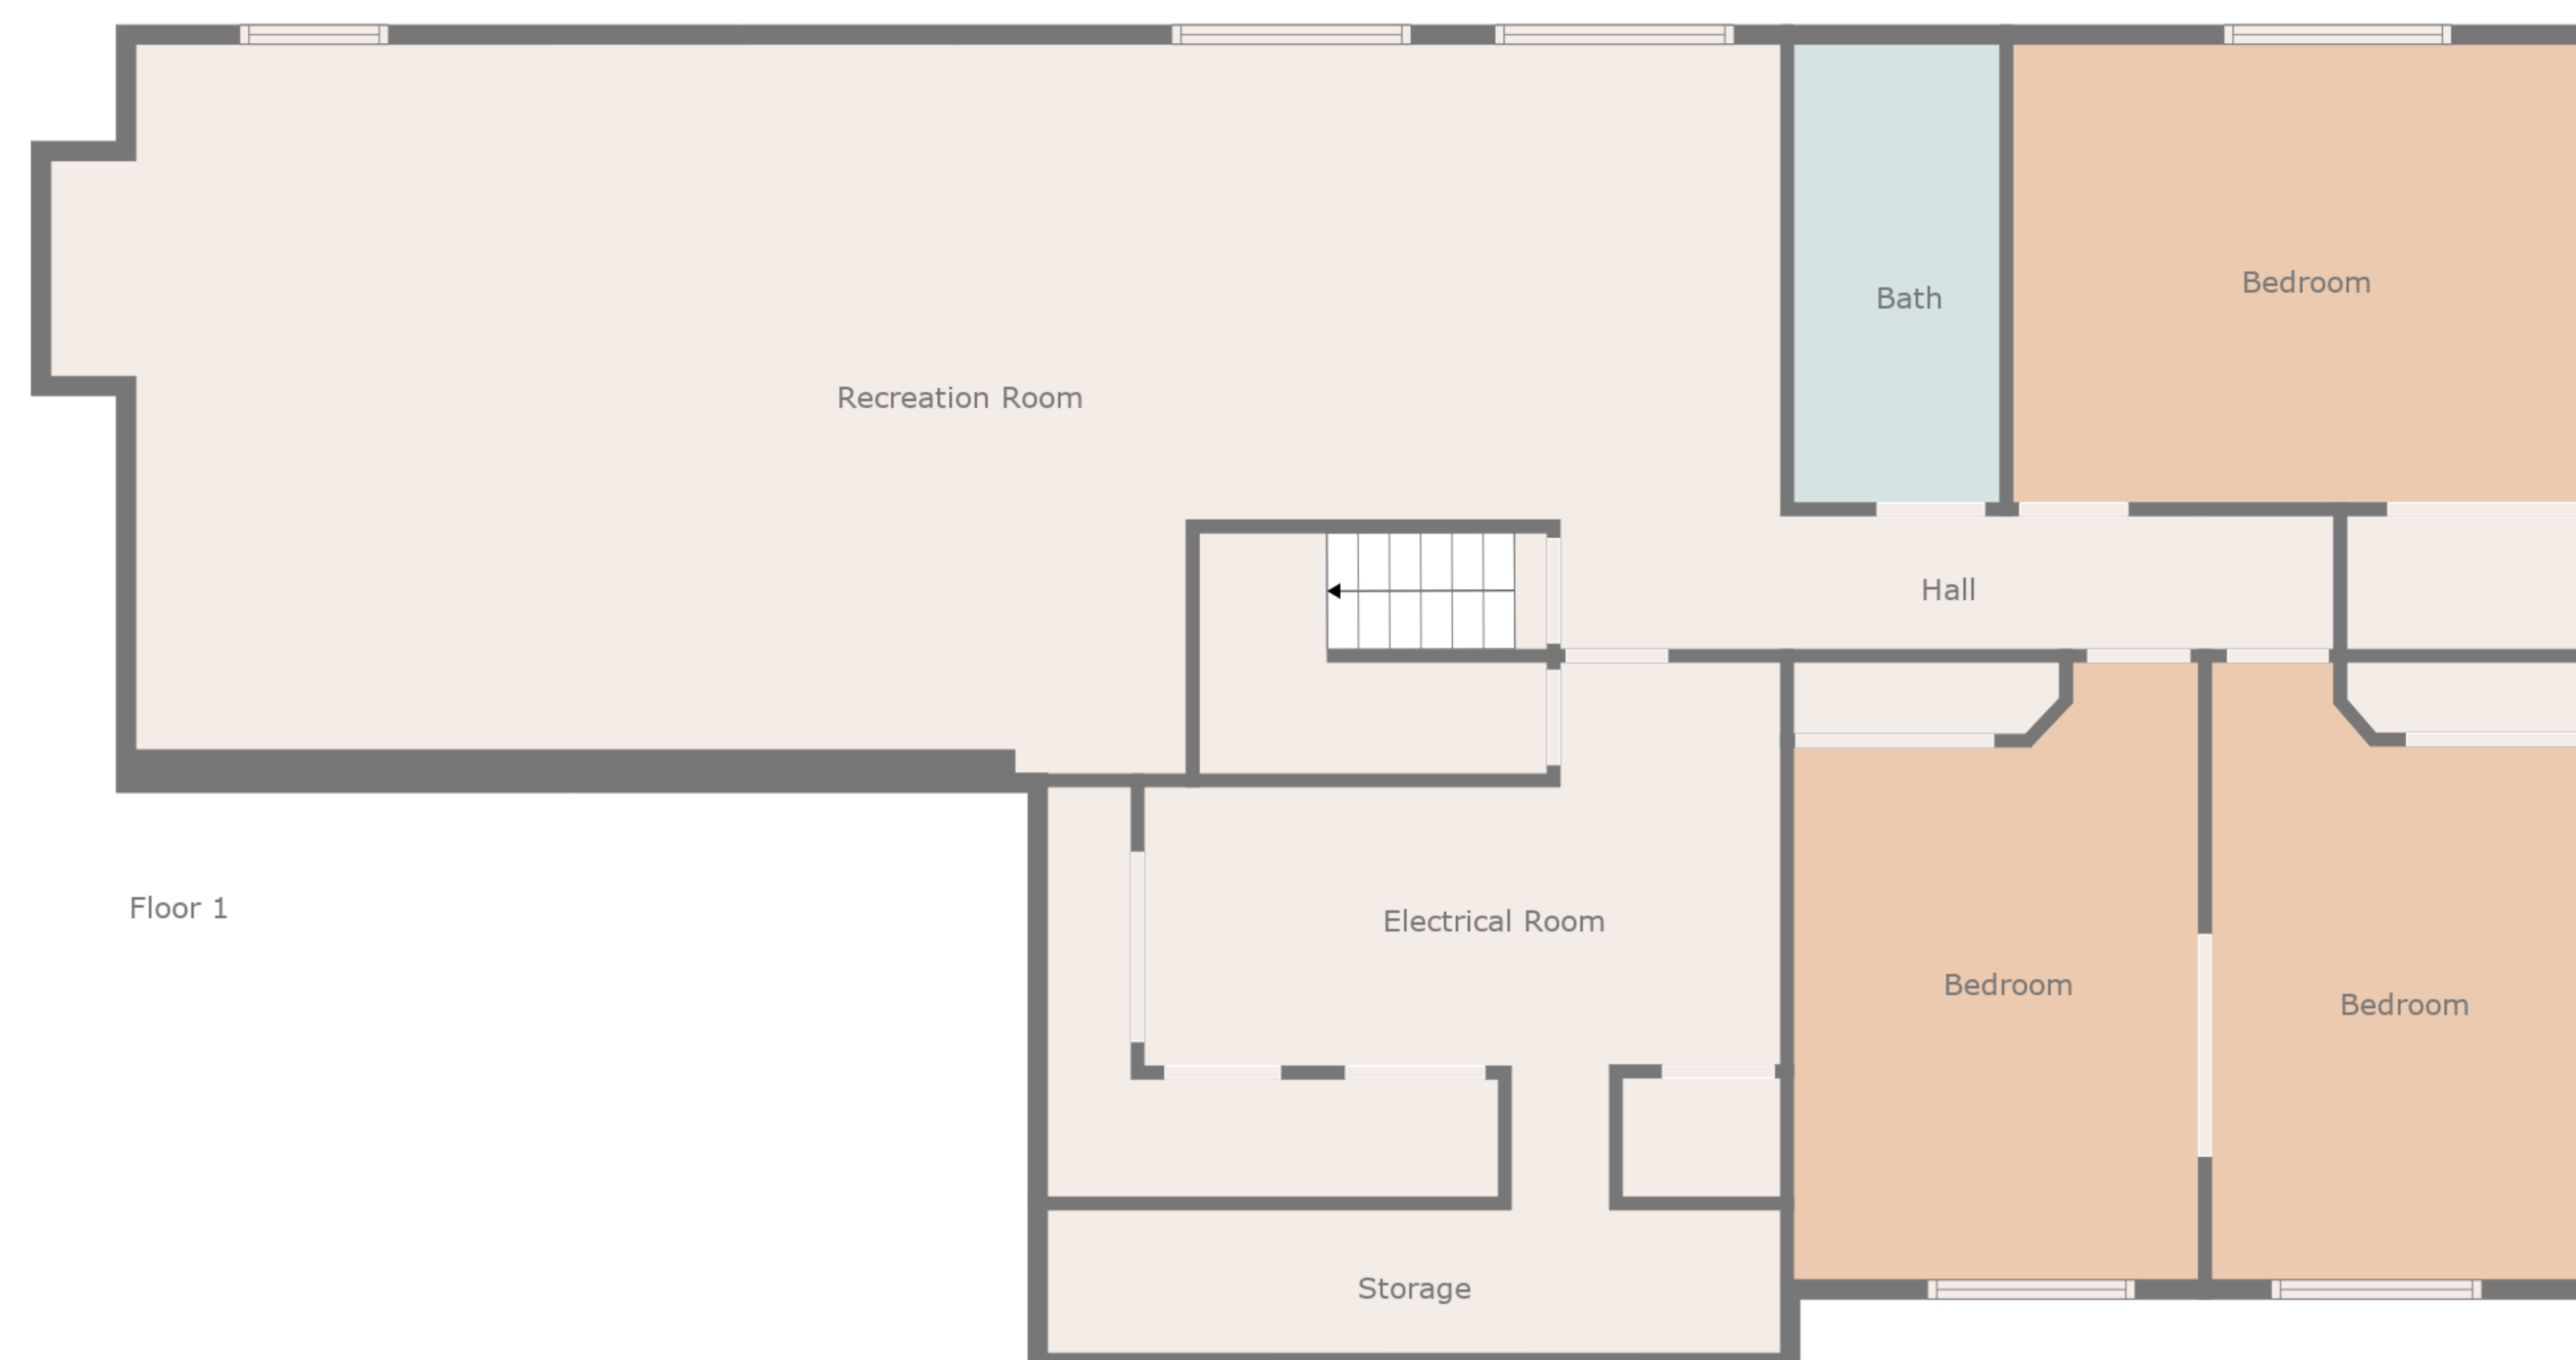 Bedroom
Bath
Recreation Room
Hall
Floor 1
Electrical Room
Bedroom
Bedroom
Storage